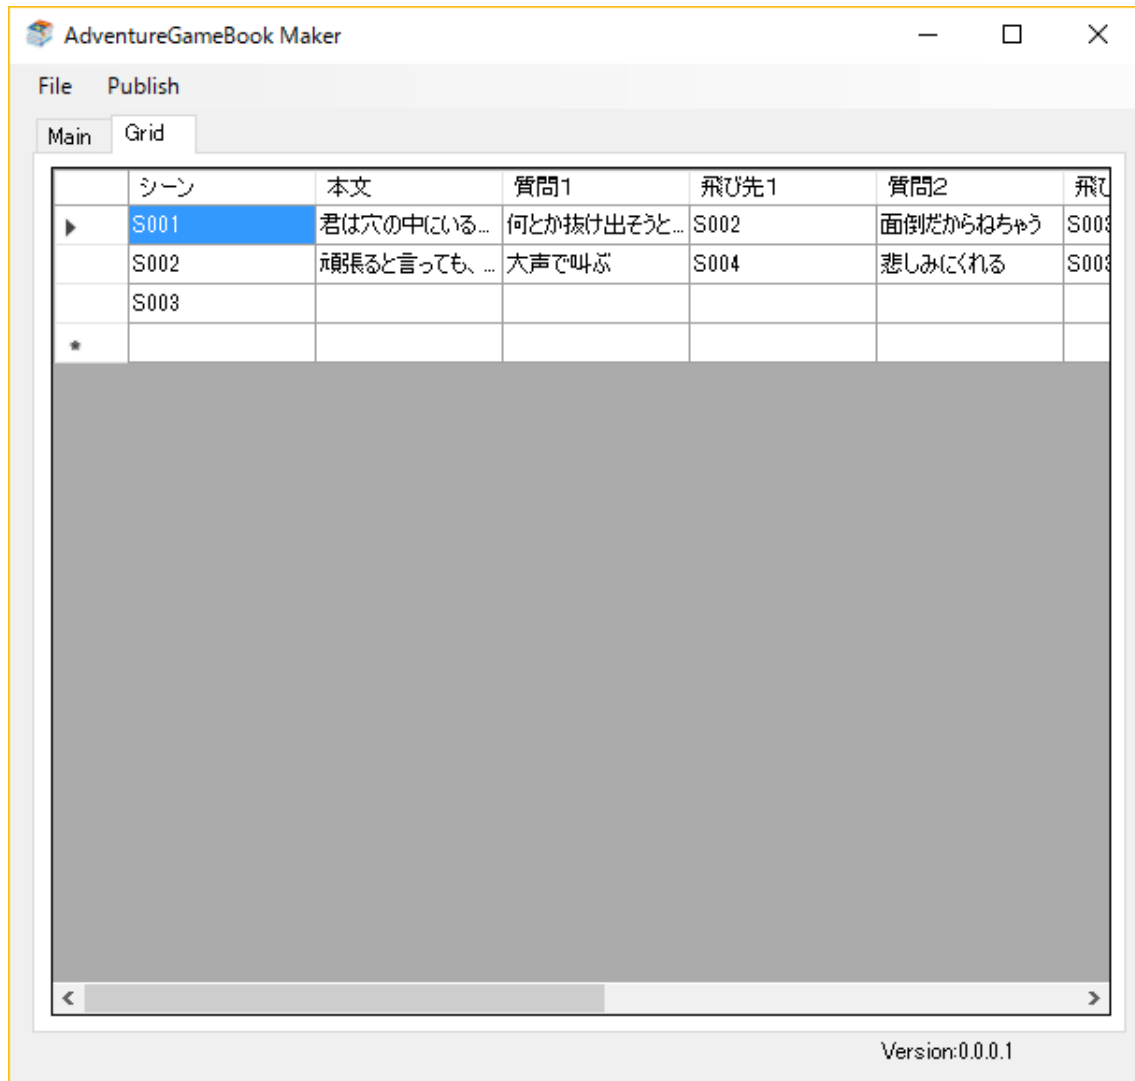 AdventureGameBook Maker
File Publish
Main Grid
シーン 本文 質問1 飛び先1 質問2 飛び
S001 君は穴の中にいる... 何とか抜け出そうと... S002 面倒だからねちゃう S003
S002 頑張ると言っても、... 大声で叫ぶ S004 悲しみにくれる S003
S003
*
Version:0.0.0.1